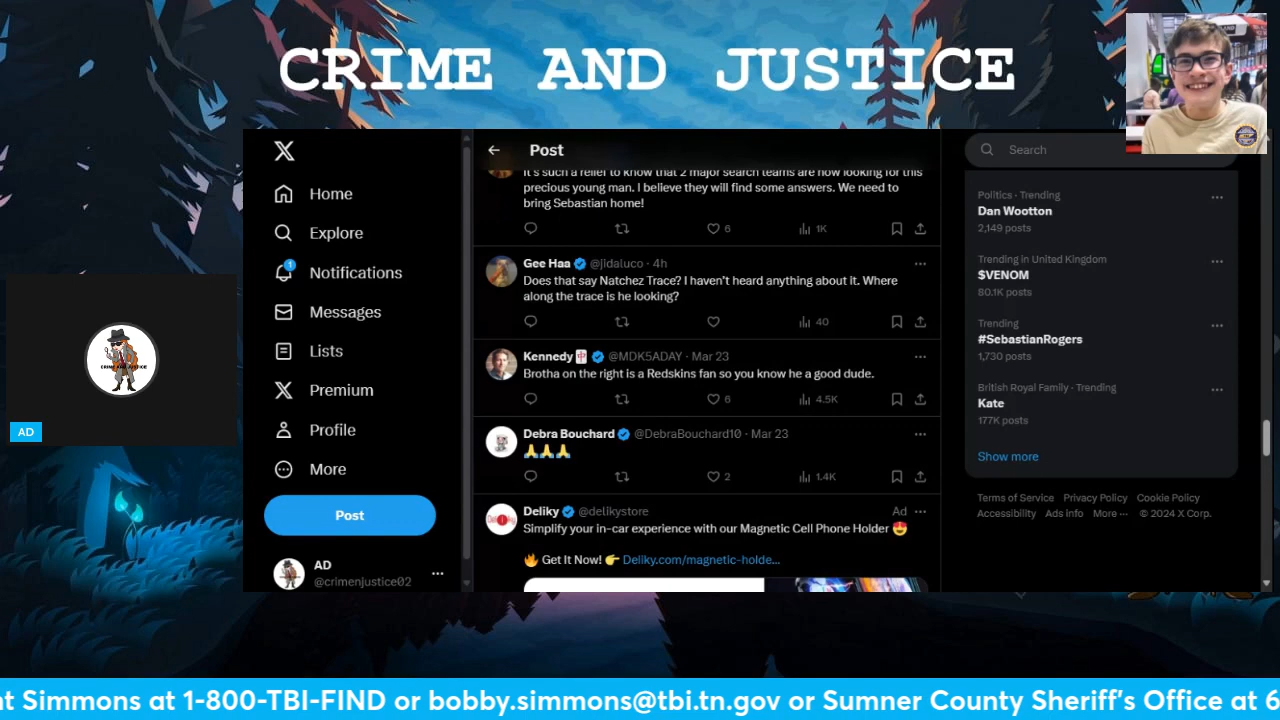 CRIME AND JUSTICE
Home
Explore
1
Notifications
Messages
Lists
Premium
Profile
More
Post
AD
@crimenjustice02
CRIME AND JUSTICE
AD
Post
It's such a relief to know that 2 major search teams are now looking for this
precious young man. I believe they will find some answers. We need to
bring Sebastian home!
6
1K
Gee Haa @jidaluco · 4h
Does that say Natchez Trace? I haven't heard anything about it. Where
along the trace is he looking?
40
Kennedy @MDK5ADAY · Mar 23
Brotha on the right is a Redskins fan so you know he a good dude.
6
4.5K
Debra Bouchard @DebraBouchard10 · Mar 23
🙏🙏🙏
2
1.4K
Deliky @delikystore Ad
Simplify your in-car experience with our Magnetic Cell Phone Holder 😍
🔥 Get It Now! 👉 Deliky.com/magnetic-holde...
Search
Politics · Trending
Dan Wootton
2,149 posts
Trending in United Kingdom
$VENOM
80.1K posts
Trending
#SebastianRogers
1,730 posts
British Royal Family · Trending
Kate
177K posts
Show more
Terms of Service Privacy Policy Cookie Policy
Accessibility Ads info More ··· © 2024 X Corp.
nt Simmons at 1-800-TBI-FIND or bobby.simmons@tbi.tn.gov or Sumner County Sheriff's Office at 6